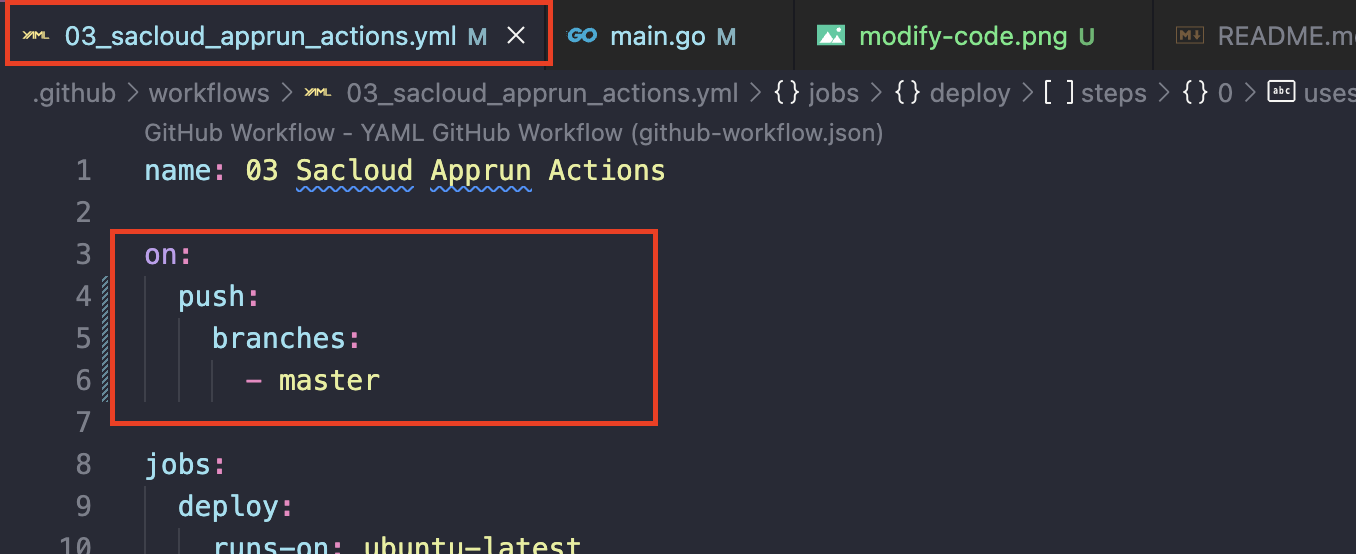 YAML 03_sacloud_apprun_actions.yml M × GO main.go M modify-code.png U M↓ README.m
.github > workflows > YAML 03_sacloud_apprun_actions.yml > {} jobs > {} deploy > [ ] steps > {} 0 > abc uses
GitHub Workflow - YAML GitHub Workflow (github-workflow.json)
1 name: 03 Sacloud Apprun Actions
2
3 on:
4 push:
5 branches:
6 - master
7
8 jobs:
9 deploy:
10 runs-on: ubuntu-latest